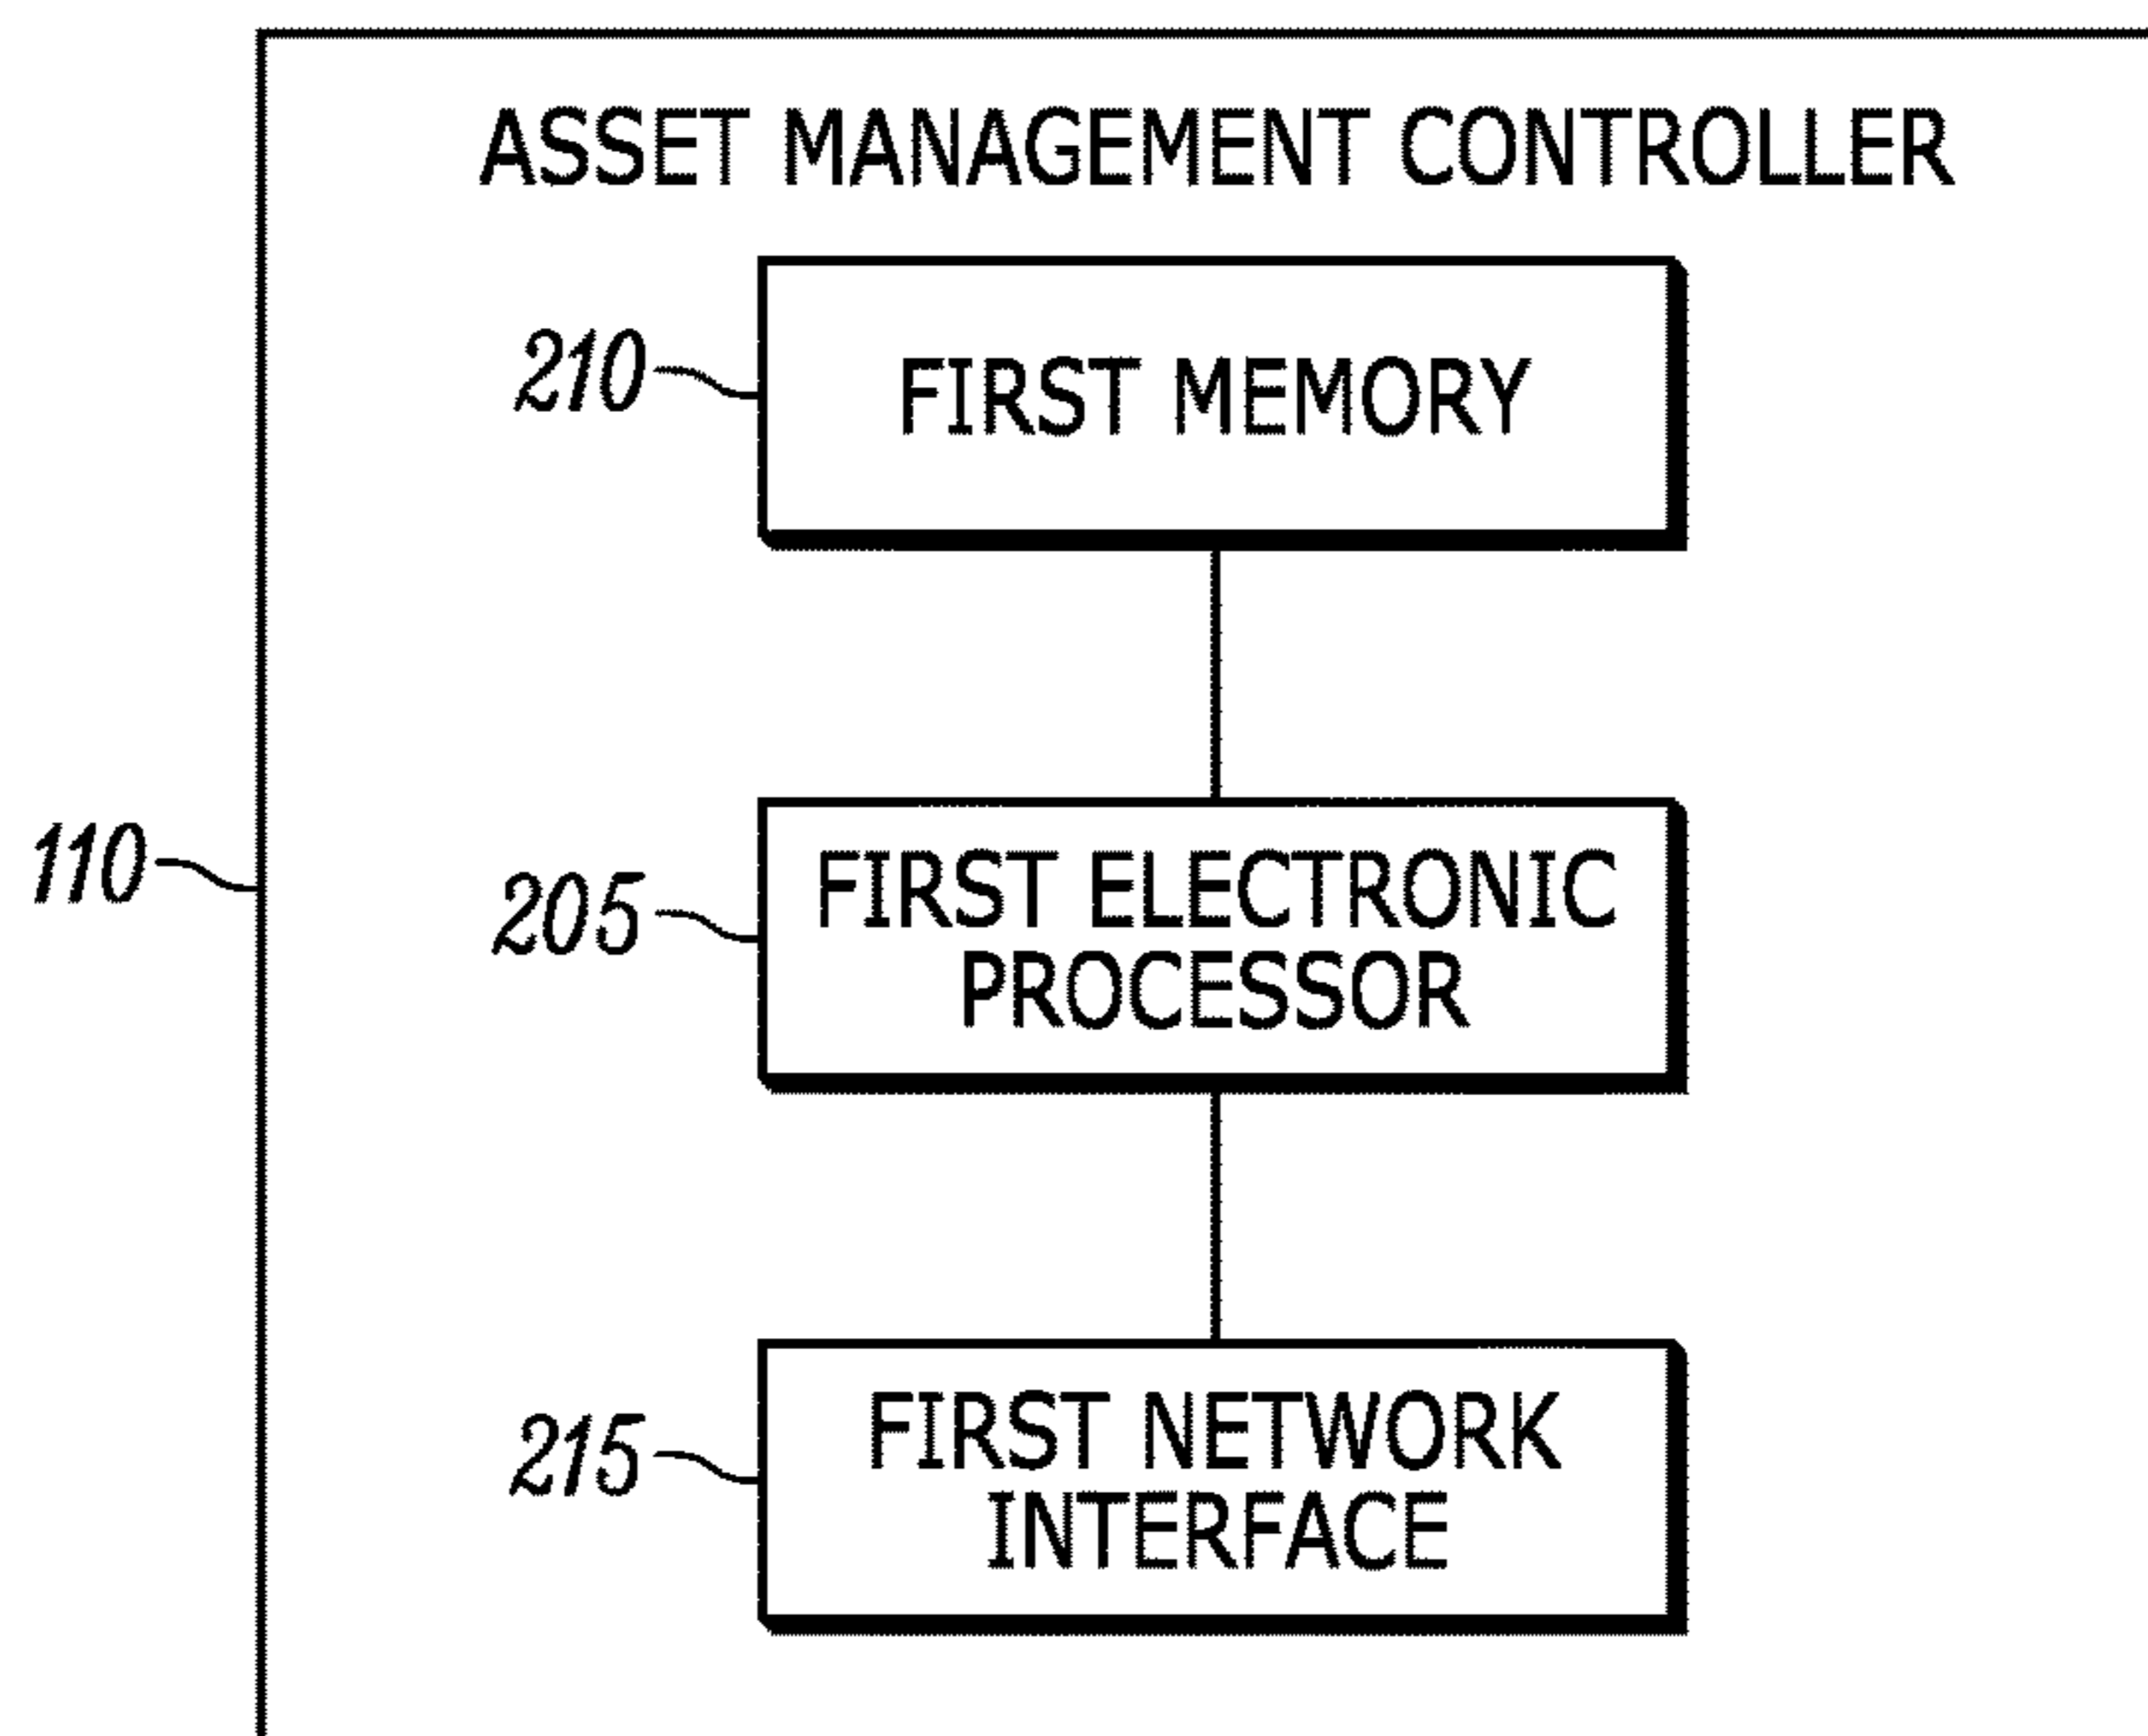 ASSET MANAGEMENT CONTROLLER
210
FIRST MEMORY
110
205
FIRST ELECTRONIC
PROCESSOR
215
FIRST NETWORK
INTERFACE